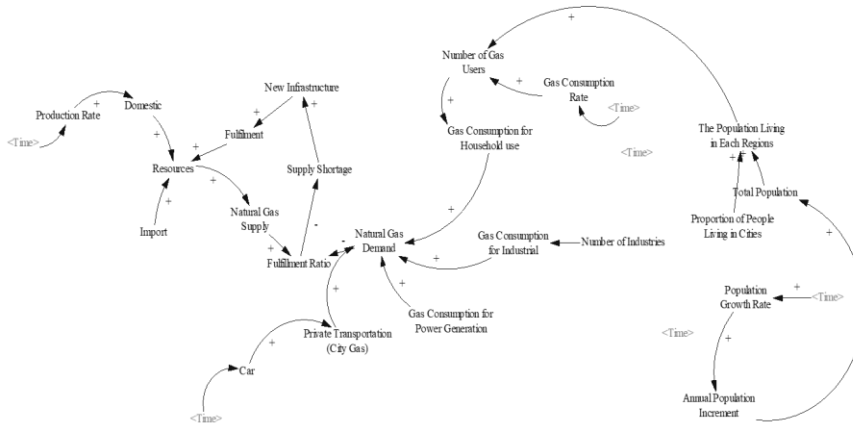 Number of Gas
Users
Gas Consumption
Rate
<Time>
New Infrastructure
Domestic
Production Rate
<Time>
Fulfilment
Gas Consumption for
Household use
The Population Living
in Each Regions
<Time>
Resources
Supply Shortage
Total Population
Import
Natural Gas
Supply
Natural Gas
Demand
Gas Consumption
for Industrial
Number of Industries
Proportion of People
Living in Cities
Fulfillment Ratio
Population
Growth Rate
<Time>
Gas Consumption for
Power Generation
Private Transportation
(City Gas)
<Time>
Car
Annual Population
Increment
<Time>
+
+
+
+
+
+
+
+
+
+
-
-
+
+
+
+
+
+
+
+
+
+
+
+